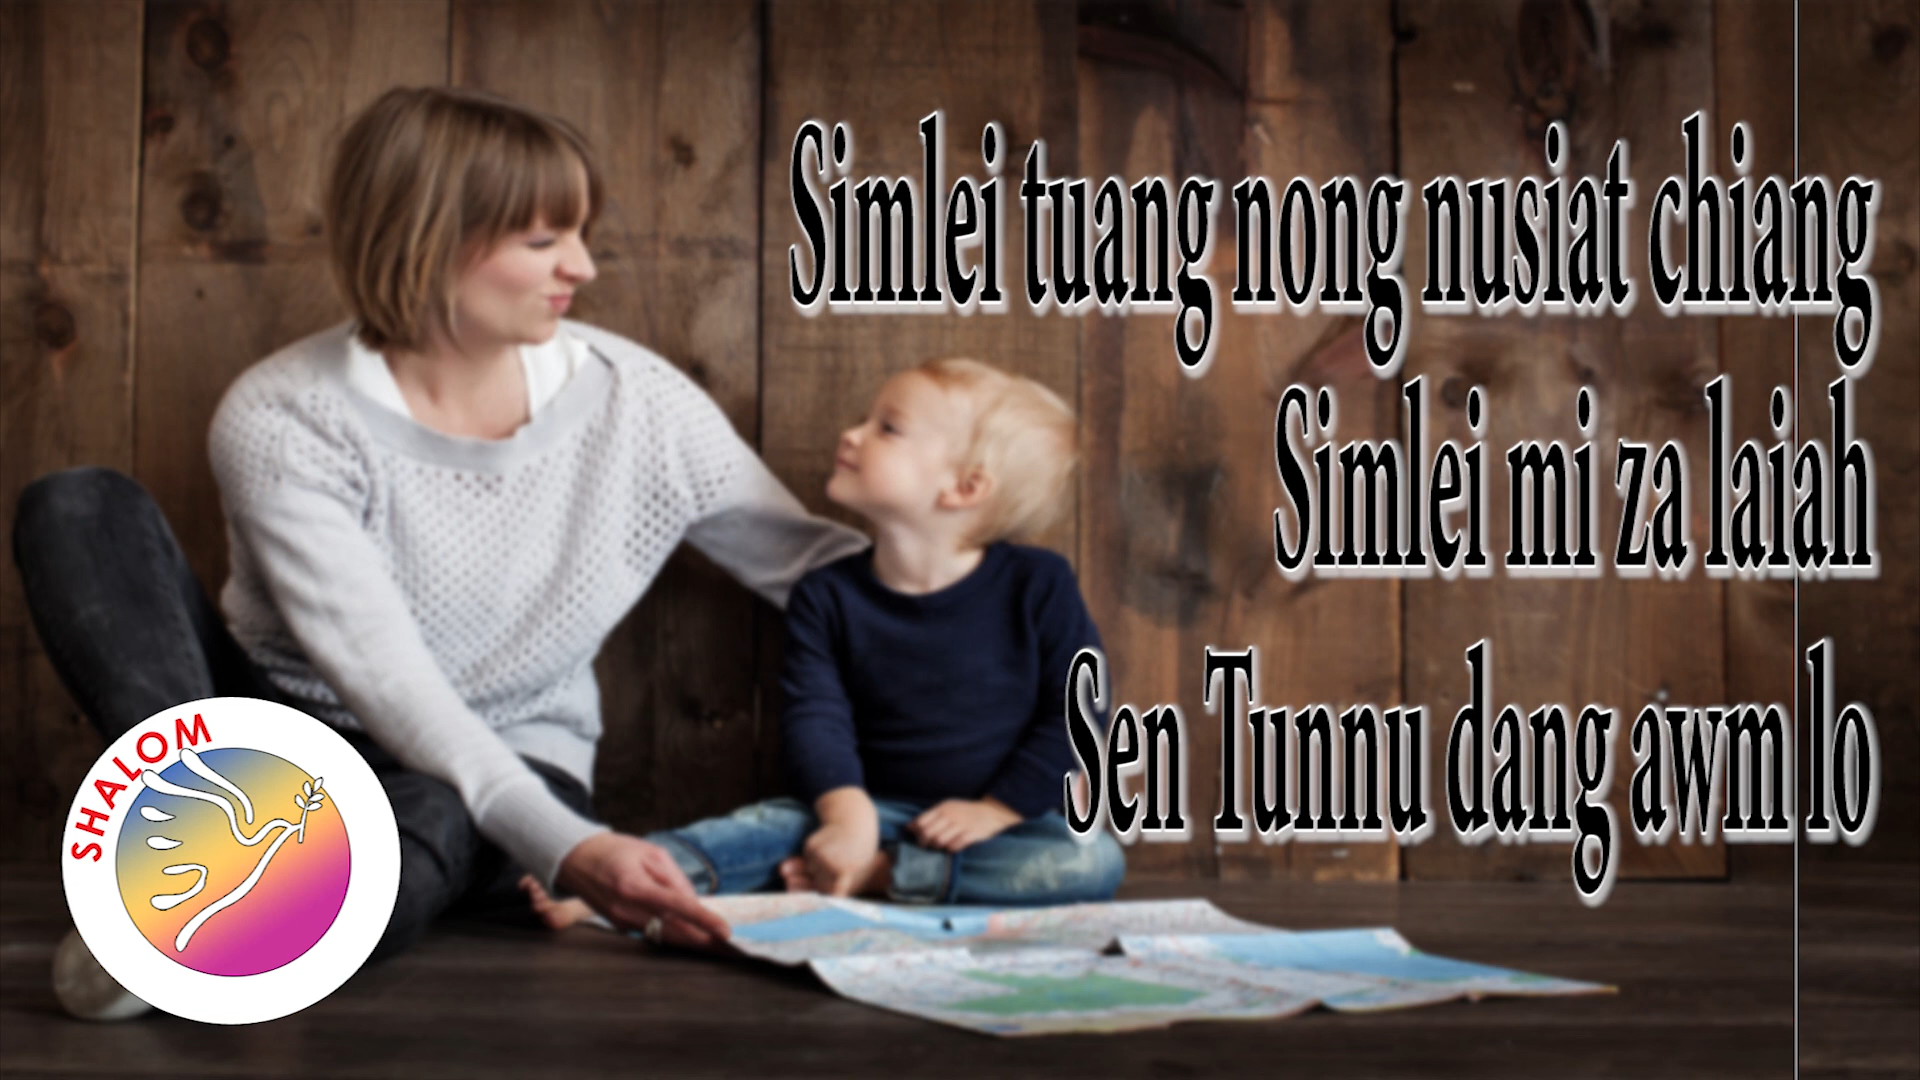 Simlei tuang nong nusiat chiang
Simlei mi za laiah
Sen Tunnu dang awm lo
SHALOM